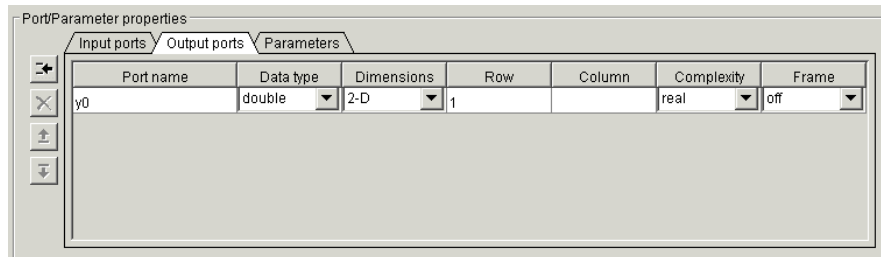 Port/Parameter properties
Input ports Output ports Parameters
Port name Data type Dimensions Row Column Complexity Frame
y0 double 2-D 1 real off